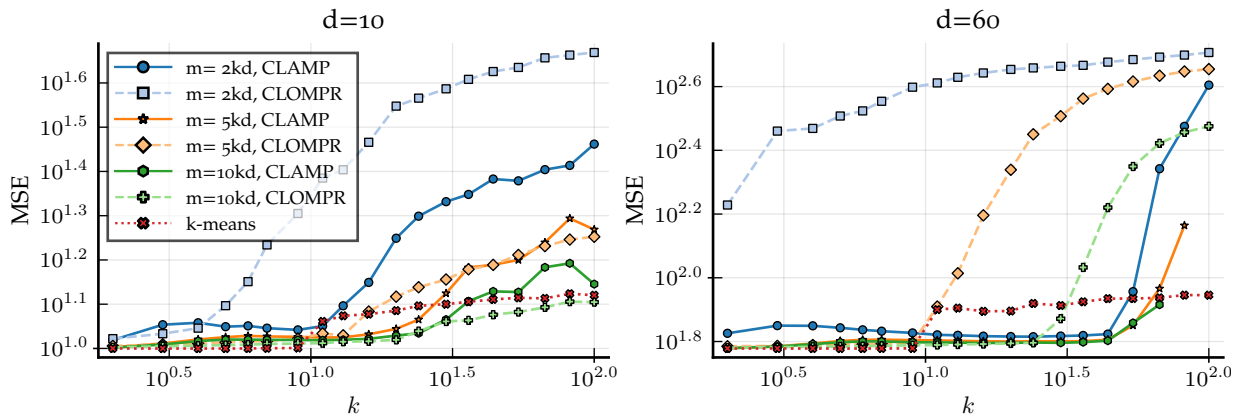 d=10
MSE
10^1.6
10^1.5
10^1.4
10^1.3
10^1.2
10^1.1
10^1.0
m= 2kd, CLAMP
m= 2kd, CLOMPR
m= 5kd, CLAMP
m= 5kd, CLOMPR
m=10kd, CLAMP
m=10kd, CLOMPR
k-means
10^0.5
10^1.0
10^1.5
10^2.0
k
d=60
MSE
10^2.6
10^2.4
10^2.2
10^2.0
10^1.8
10^0.5
10^1.0
10^1.5
10^2.0
k